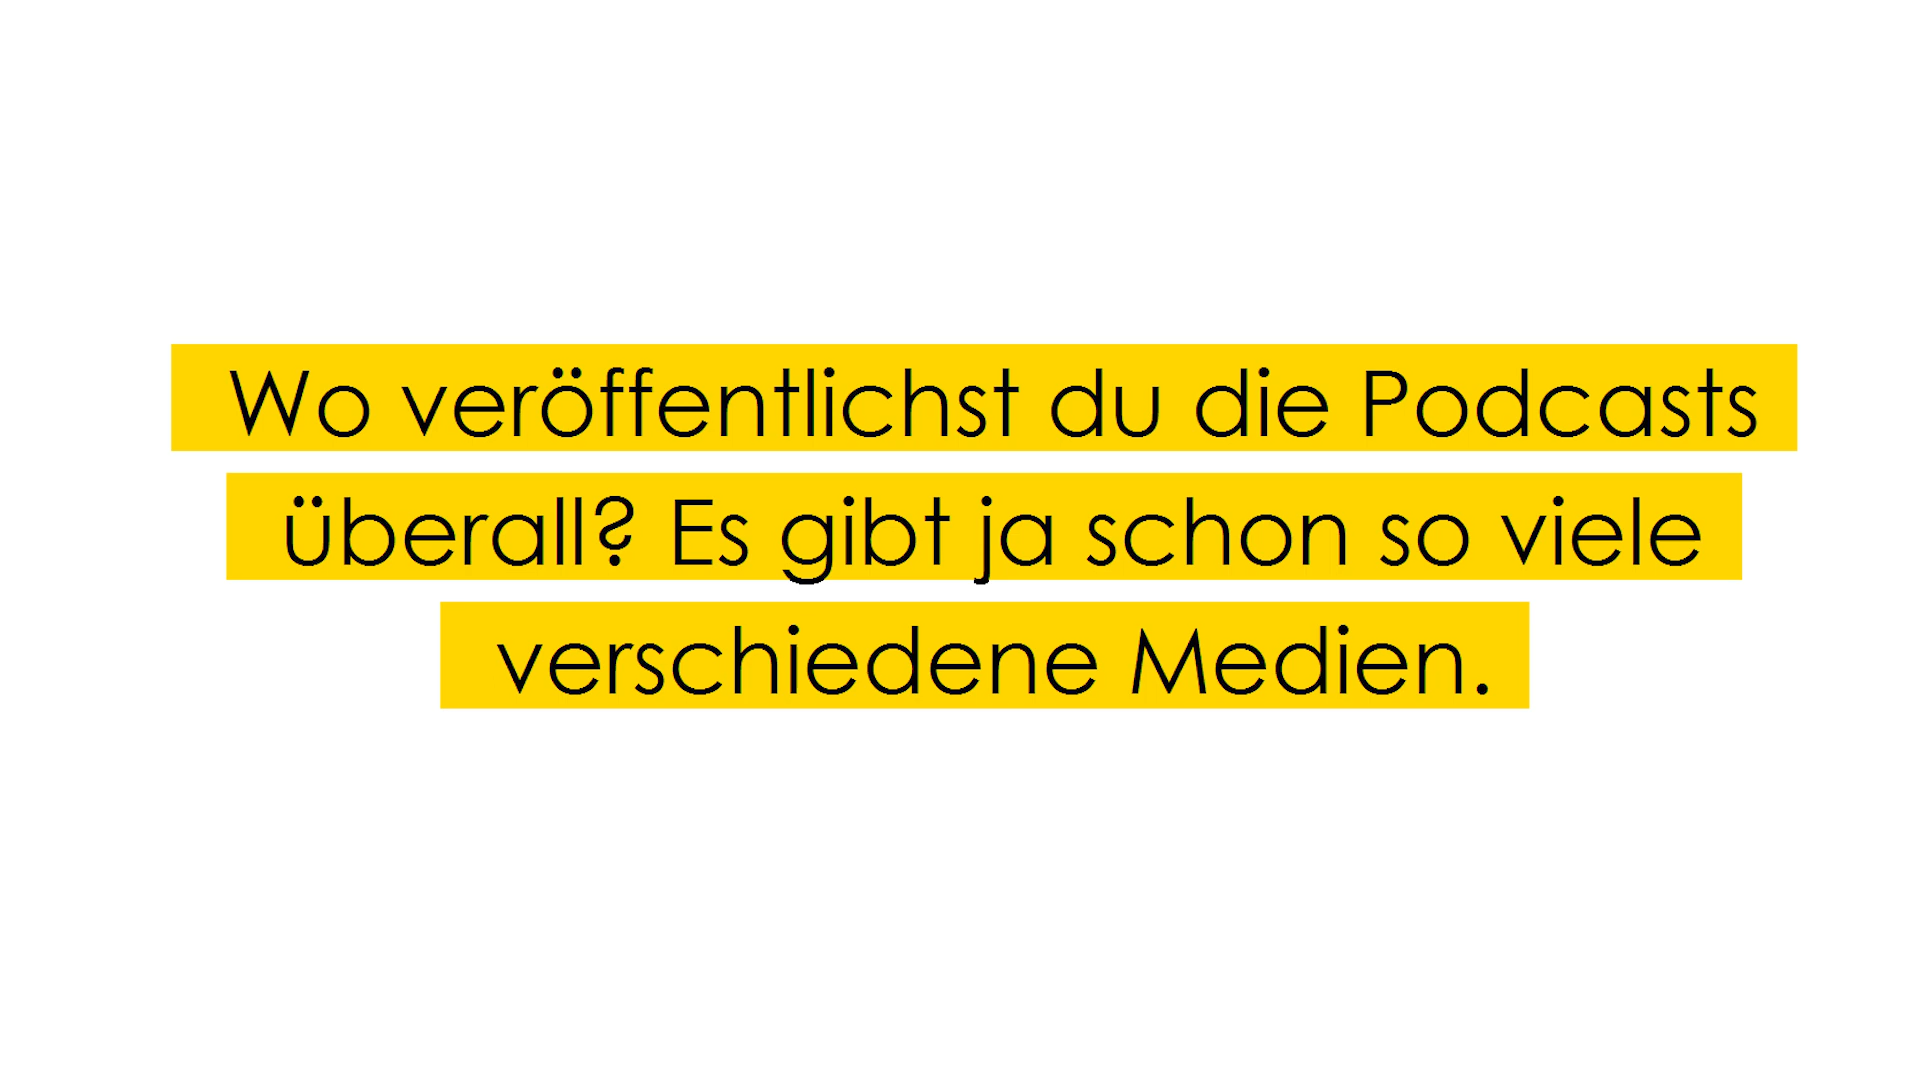 Wo veröffentlichst du die Podcasts
überall? Es gibt ja schon so viele
verschiedene Medien.